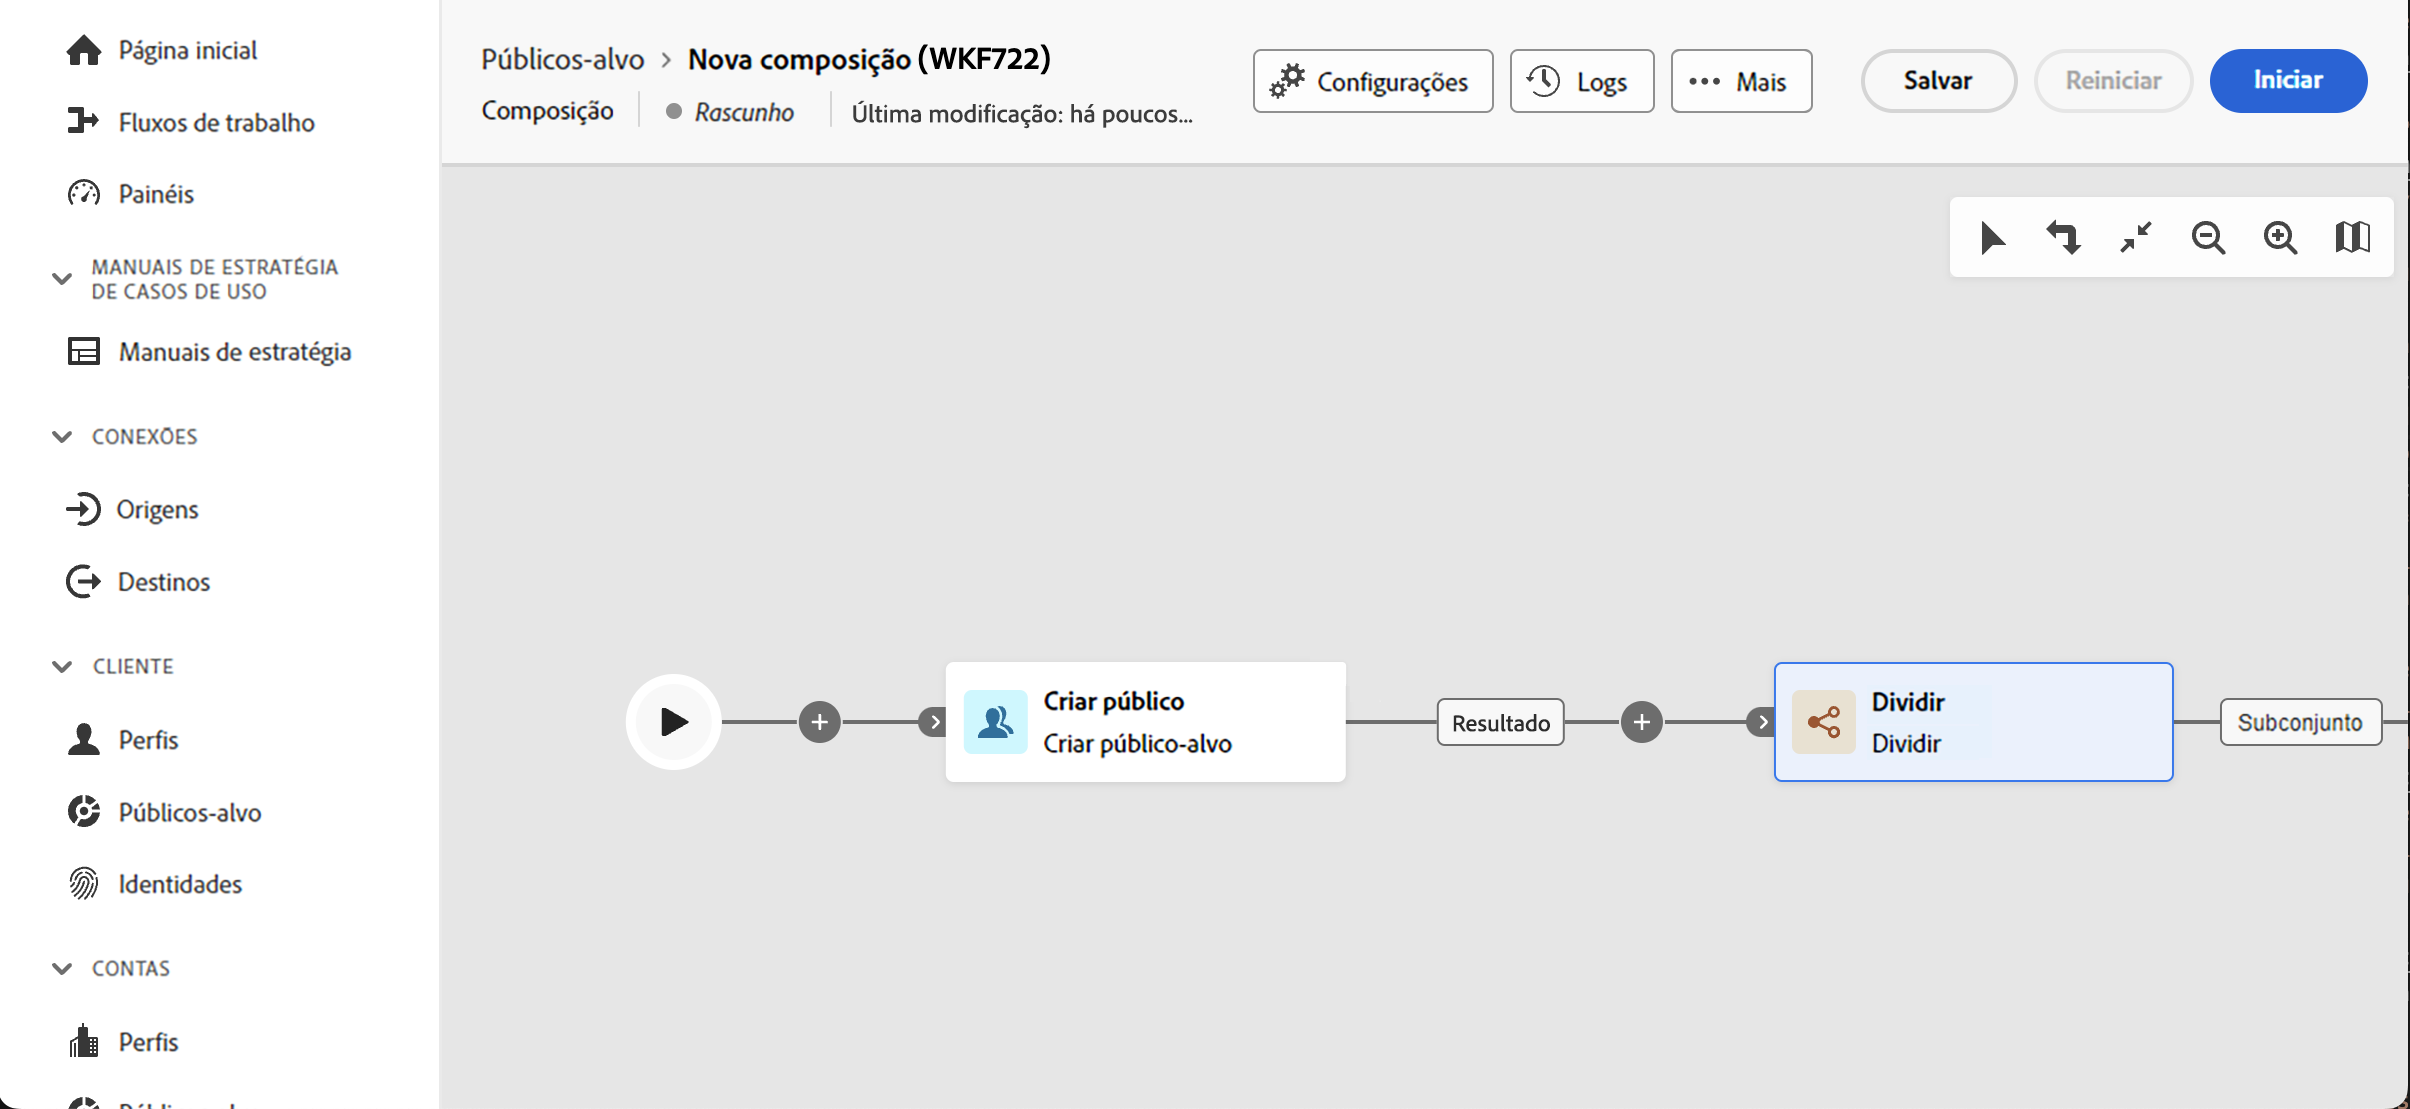 Página inicial
Fluxos de trabalho
Painéis
MANUAIS DE ESTRATÉGIA
DE CASOS DE USO
Manuais de estratégia
CONEXÕES
Origens
Destinos
CLIENTE
Perfis
Públicos-alvo
Identidades
CONTAS
Perfis
Públicos-alvo > Nova composição (WKF722)
Composição
Rascunho
Última modificação: há poucos...
Configurações
Logs
Mais
Salvar
Reiniciar
Iniciar
Criar público
Criar público-alvo
Resultado
Dividir
Dividir
Subconjunto